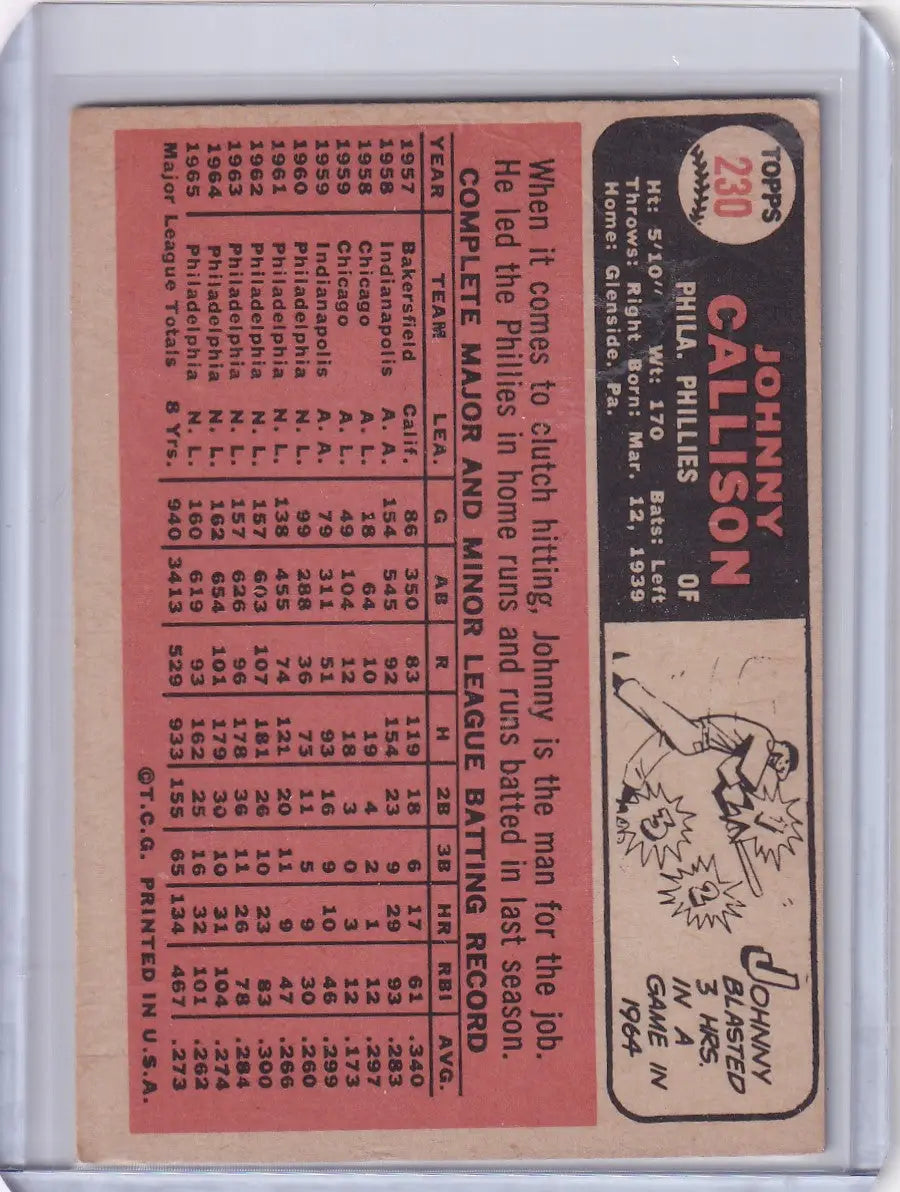 TOPPS
230
JOHNNY
CALLISON
PHILA. PHILLIES OF
Ht: 5'10" Wt: 170 Bats: Left
Throws: Right Born: Mar. 12, 1939
Home: Glenside, Pa.
1
2
3
JOHNNY
BLASTED
3 HRS.
IN A
GAME IN
1964
When it comes to clutch hitting, Johnny is the man for the job.
He led the Phillies in home runs and runs batted in last season.
COMPLETE MAJOR AND MINOR LEAGUE BATTING RECORD
YEAR TEAM LEA. G AB R H 2B 3B HR RBI AVG.
1957 Bakersfield Calif. 86 350 83 119 18 6 17 61 .340
1958 Indianapolis A. A. 154 545 92 154 23 9 29 93 .283
1958 Chicago A. L. 18 64 10 19 4 2 1 12 .297
1959 Chicago A. L. 49 104 12 18 3 0 3 12 .173
1959 Indianapolis A. A. 79 311 51 93 16 9 10 46 .299
1960 Philadelphia N. L. 99 288 36 75 11 5 9 30 .260
1961 Philadelphia N. L. 138 455 74 121 20 11 9 47 .266
1962 Philadelphia N. L. 157 603 107 181 26 10 23 83 .300
1963 Philadelphia N. L. 157 626 96 178 36 11 26 78 .284
1964 Philadelphia N. L. 162 654 101 179 30 10 31 104 .274
1965 Philadelphia N. L. 160 619 93 162 25 16 32 101 .262
Major League Totals 8 Yrs. 940 3413 529 933 155 65 134 467 .273
©T.C.G. PRINTED IN U.S.A.